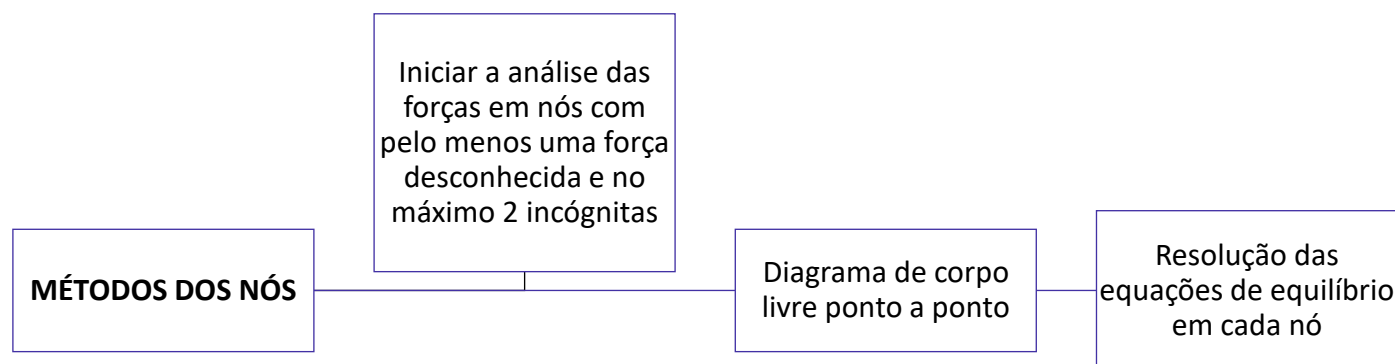 MÉTODOS DOS NÓS
Iniciar a análise das
forças em nós com
pelo menos uma força
desconhecida e no
máximo 2 incógnitas
Diagrama de corpo
livre ponto a ponto
Resolução das
equações de equilíbrio
em cada nó